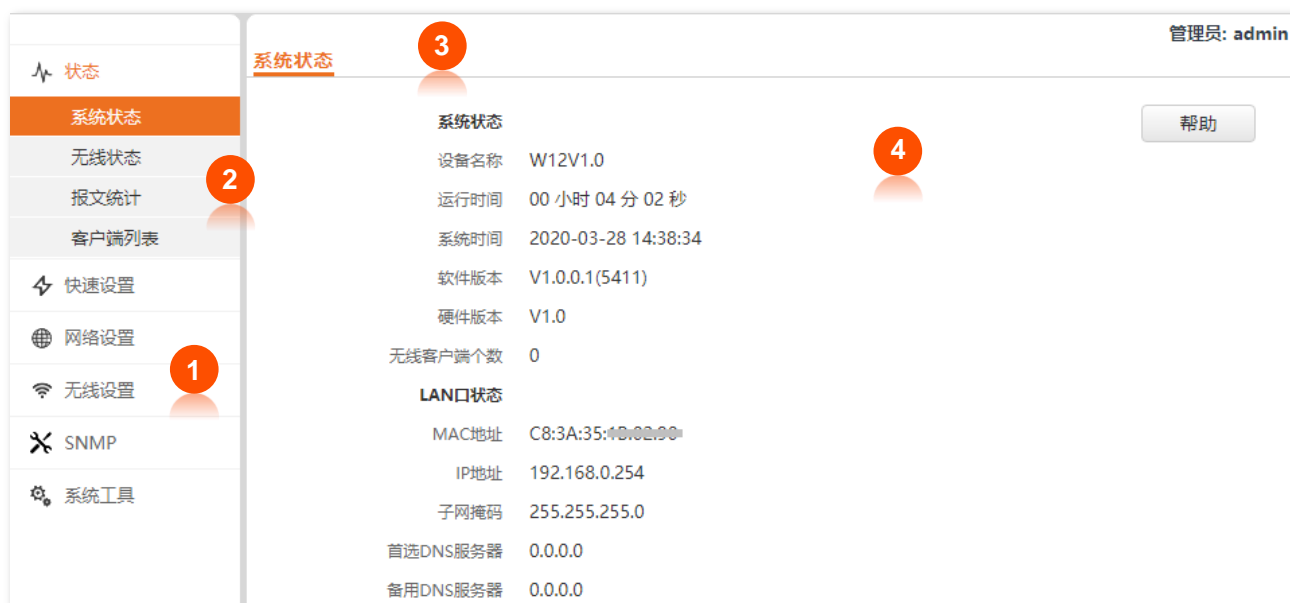 管理员: admin
状态
系统状态
无线状态
报文统计
客户端列表
快速设置
网络设置
无线设置
SNMP
系统工具
1
2
系统状态
3
4
帮助
系统状态
设备名称 W12V1.0
运行时间 00 小时 04 分 02 秒
系统时间 2020-03-28 14:38:34
软件版本 V1.0.0.1(5411)
硬件版本 V1.0
无线客户端个数 0
LAN口状态
MAC地址 C8:3A:35:
IP地址 192.168.0.254
子网掩码 255.255.255.0
首选DNS服务器 0.0.0.0
备用DNS服务器 0.0.0.0